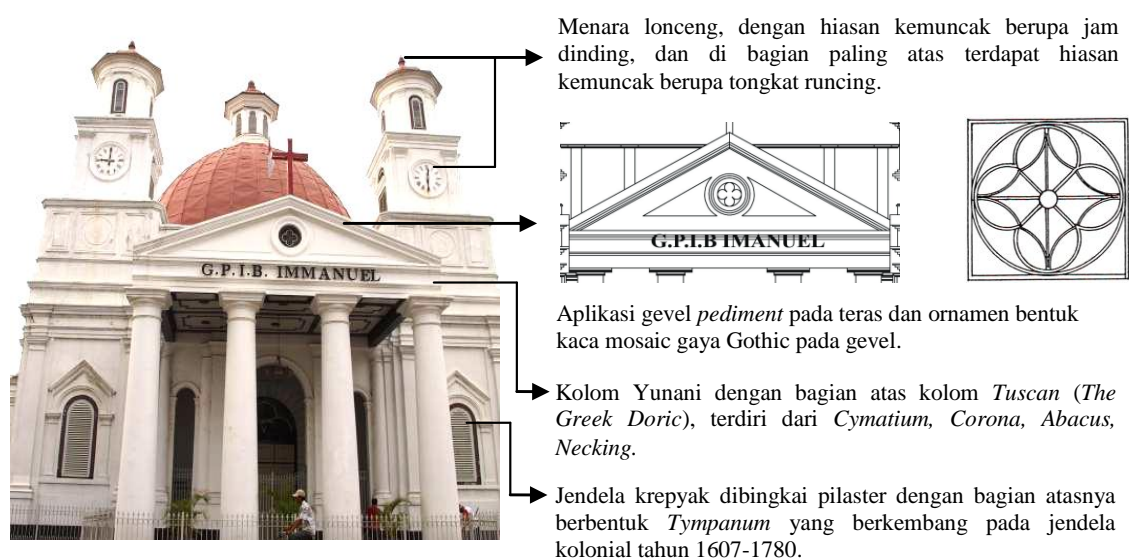 Menara lonceng, dengan hiasan kemuncak berupa jam
dinding, dan di bagian paling atas terdapat hiasan
kemuncak berupa tongkat runcing.
G.P.I.B. IMMANUEL
G.P.I.B IMANUEL
Aplikasi gevel pediment pada teras dan ornamen bentuk
kaca mosaic gaya Gothic pada gevel.
Kolom Yunani dengan bagian atas kolom Tuscan (The
Greek Doric), terdiri dari Cymatium, Corona, Abacus,
Necking.
Jendela krepyak dibingkai pilaster dengan bagian atasnya
berbentuk Tympanum yang berkembang pada jendela
kolonial tahun 1607-1780.